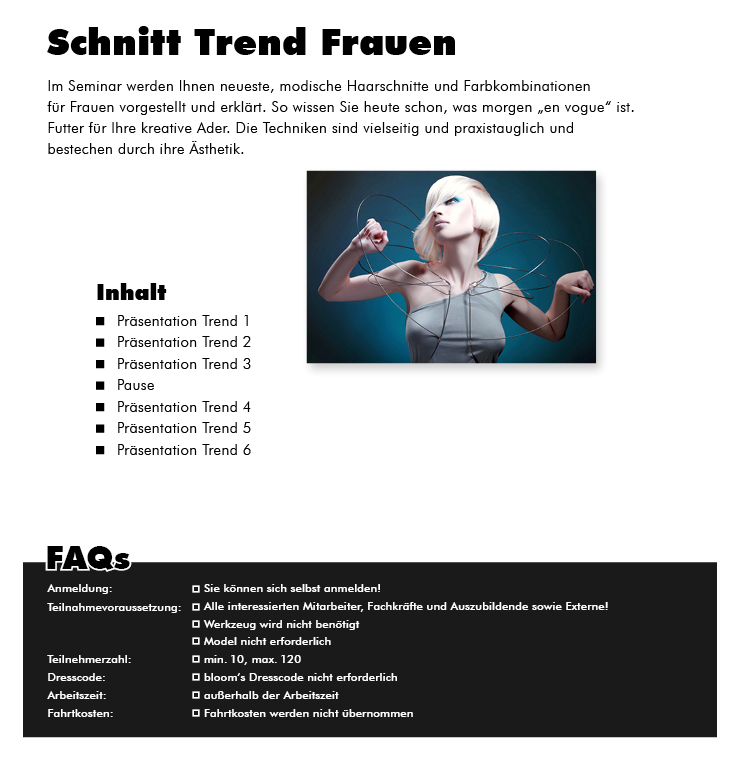 Schnitt Trend Frauen
Im Seminar werden Ihnen neueste, modische Haarschnitte und Farbkombinationen
für Frauen vorgestellt und erklärt. So wissen Sie heute schon, was morgen „en vogue“ ist.
Futter für Ihre kreative Ader. Die Techniken sind vielseitig und praxistauglich und
bestechen durch ihre Ästhetik.
Inhalt
Präsentation Trend 1
Präsentation Trend 2
Präsentation Trend 3
Pause
Präsentation Trend 4
Präsentation Trend 5
Präsentation Trend 6
FAQs
Anmeldung: Sie können sich selbst anmelden!
Teilnahmevoraussetzung: Alle interessierten Mitarbeiter, Fachkräfte und Auszubildende sowie Externe!
Werkzeug wird nicht benötigt
Model nicht erforderlich
Teilnehmerzahl: min. 10, max. 120
Dresscode: bloom’s Dresscode nicht erforderlich
Arbeitszeit: außerhalb der Arbeitszeit
Fahrtkosten: Fahrtkosten werden nicht übernommen